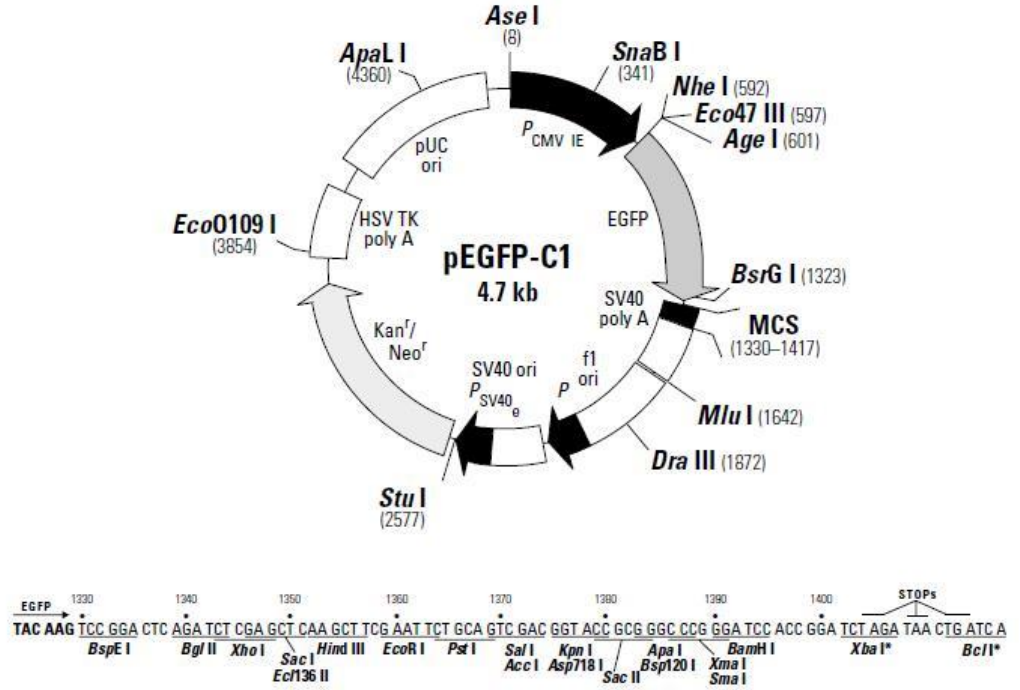 Ase I
(8)
ApaL I
(4360)
SnaB I
(341)
Nhe I (592)
Eco47 III (597)
Age I (601)
P CMV IE
pUC
ori
EGFP
HSV TK
poly A
EcoO109 I
(3854)
pEGFP-C1
4.7 kb
BsrG I (1323)
SV40
poly A
MCS
(1330–1417)
Kanʳ/
Neoʳ
SV40 ori
P SV40e
f1
ori
P
Mlu I (1642)
Dra III (1872)
Stu I
(2577)
EGFP 1330 1340 1350 1360 1370 1380 1390 1400 STOPs
TAC AAG TCC GGA CTC AGA TCT CGA GCT CAA GCT TCG AAT TCT GCA GTC GAC GGT ACC GCG GGC CCG GGA TCC ACC GGA TCT AGA TAA CTG ATC A
BspE I Bgl II Xho I Hind III EcoR I Pst I Sal I Kpn I Apa I BamH I Xba I* Bcl I*
Sac I Acc I Asp718 I Bsp120 I Xma I
Ecl136 II Sac II Sma I